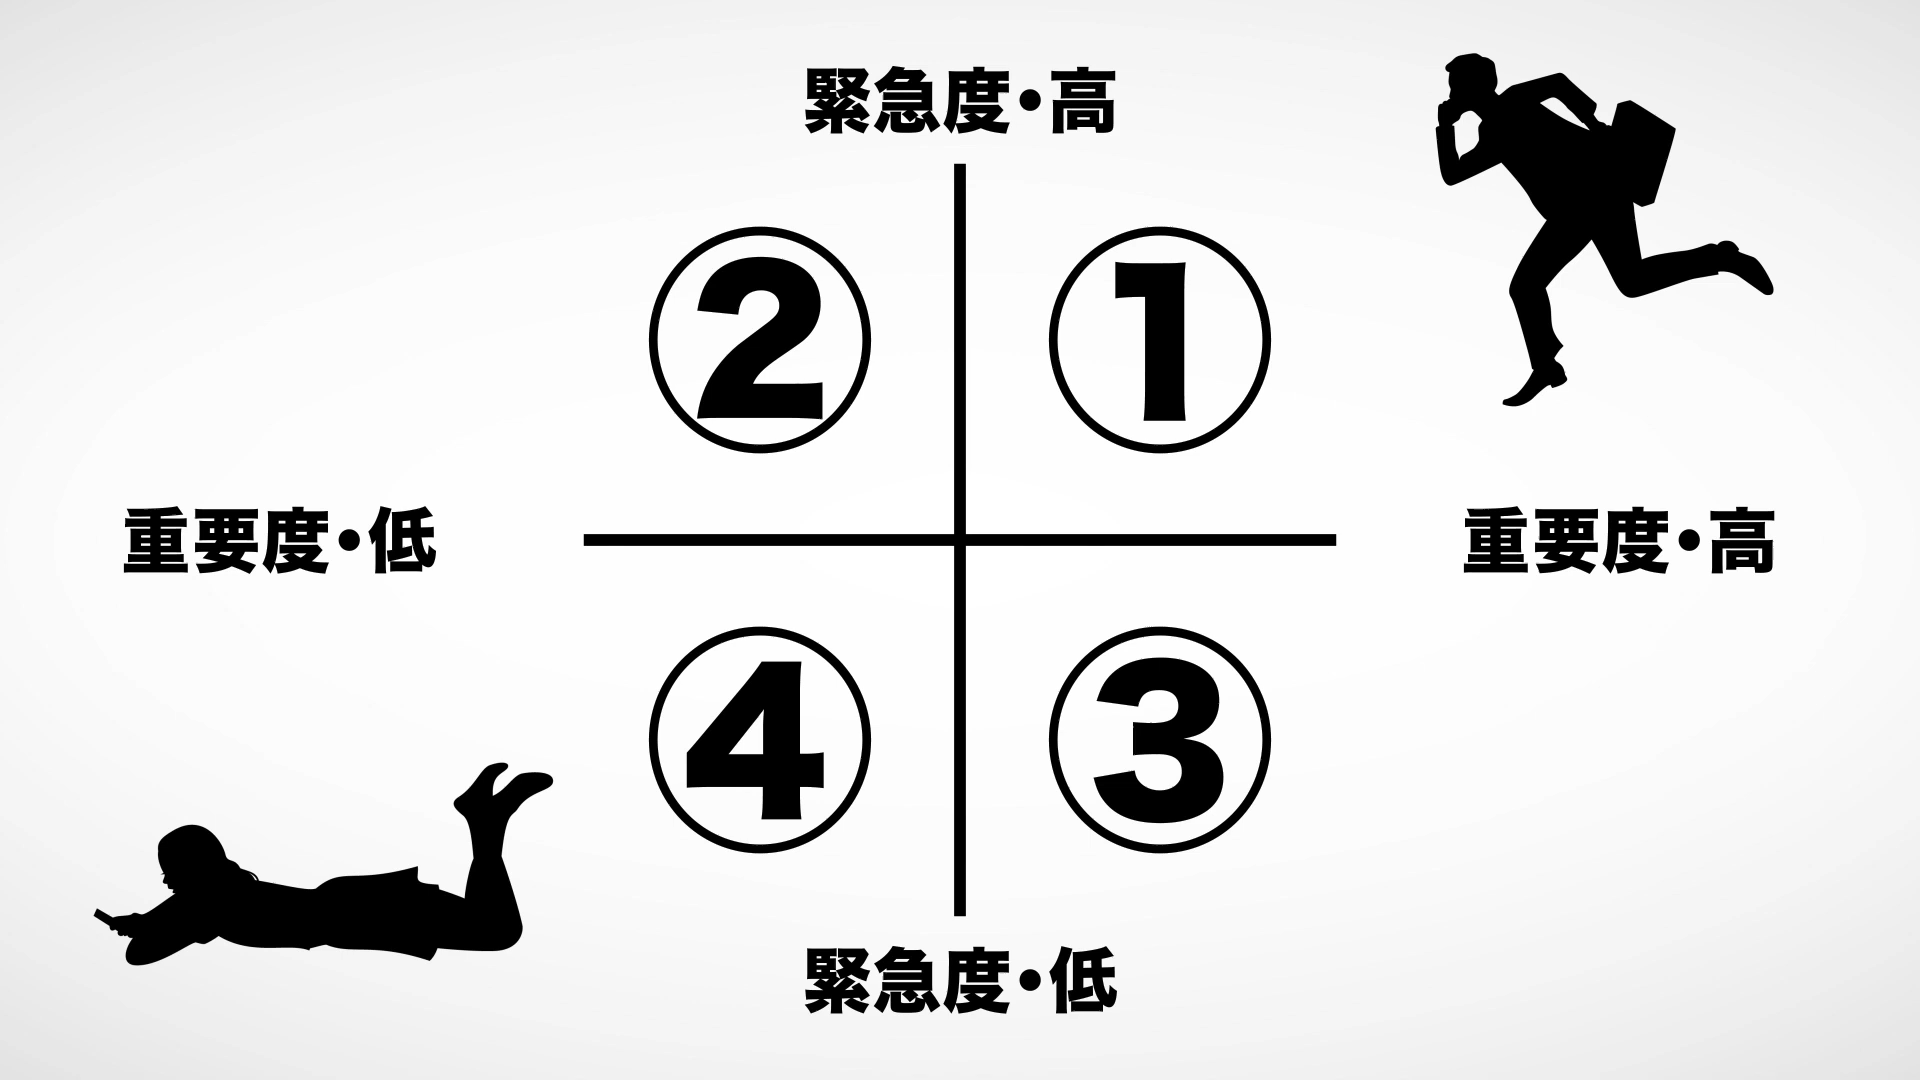 緊急度・高
② ①
重要度・低 重要度・高
④ ③
緊急度・低